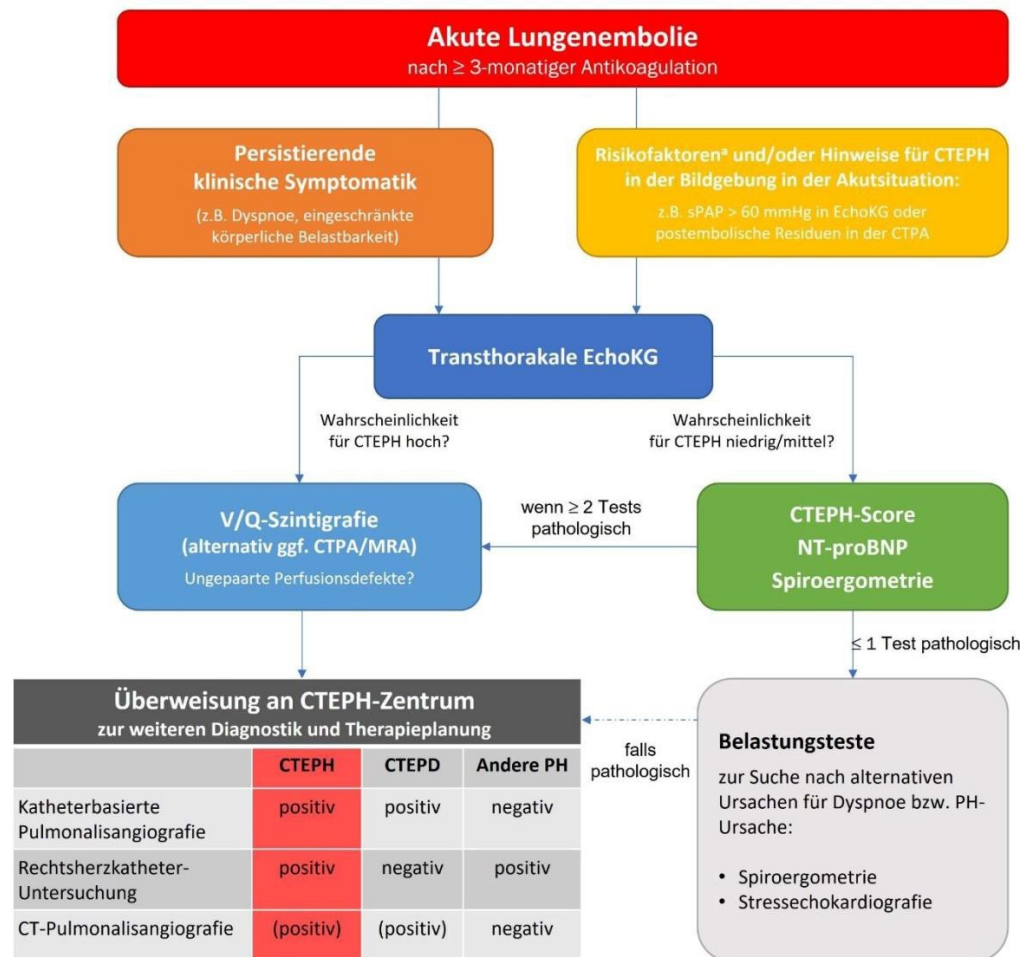 Akute Lungenembolie
nach ≥ 3-monatiger Antikoagulation
Persistierende
klinische Symptomatik
(z.B. Dyspnoe, eingeschränkte
körperliche Belastbarkeit)
Risikofaktorenᵃ und/oder Hinweise für CTEPH
in der Bildgebung in der Akutsituation:
z.B. sPAP > 60 mmHg in EchoKG oder
postembolische Residuen in der CTPA
Transthorakale EchoKG
Wahrscheinlichkeit
für CTEPH hoch?
Wahrscheinlichkeit
für CTEPH niedrig/mittel?
V/Q-Szintigrafie
(alternativ ggf. CTPA/MRA)
Ungepaarte Perfusionsdefekte?
wenn ≥ 2 Tests
pathologisch
CTEPH-Score
NT-proBNP
Spiroergometrie
≤ 1 Test pathologisch
Überweisung an CTEPH-Zentrum
zur weiteren Diagnostik und Therapieplanung
CTEPH CTEPD Andere PH
Katheterbasierte
Pulmonalisangiografie
positiv positiv negativ
Rechtsherzkatheter-
Untersuchung
positiv negativ positiv
CT-Pulmonalisangiografie (positiv) (positiv) negativ
falls
pathologisch
Belastungsteste
zur Suche nach alternativen
Ursachen für Dyspnoe bzw. PH-
Ursache:
• Spiroergometrie
• Stressechokardiografie